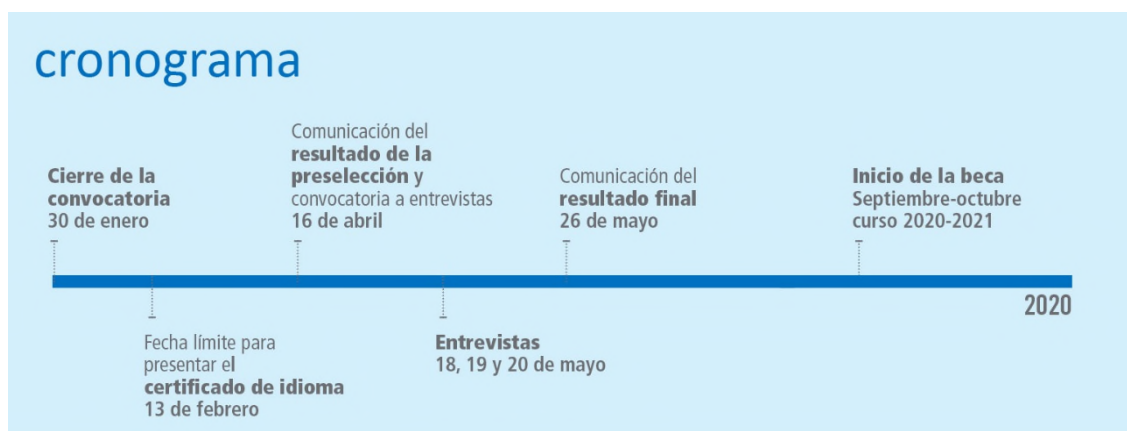 cronograma
Cierre de la
convocatoria
30 de enero
Comunicación del
resultado de la
preselección y
convocatoria a entrevistas
16 de abril
Comunicación del
resultado final
26 de mayo
Inicio de la beca
Septiembre-octubre
curso 2020-2021
2020
Fecha límite para
presentar el
certificado de idioma
13 de febrero
Entrevistas
18, 19 y 20 de mayo